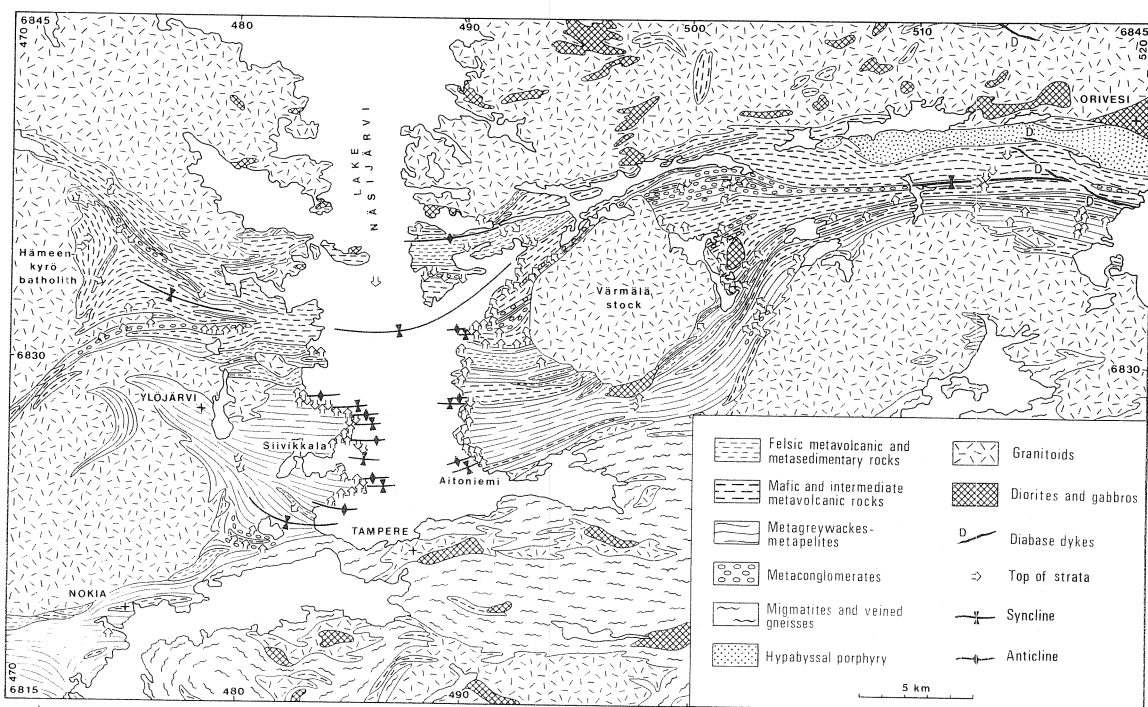 6845
470
480
490
500
510
6845
520
D
ORIVESI
D
D
D
LAKE
NÄSIJÄRVI
Hämeen
kyrö
batholith
Värmälä
stock
6830
6830
YLÖJÄRVI
Siivikkala
Aitoniemi
TAMPERE
NOKIA
470
6815
480
490
Felsic metavolcanic and
metasedimentary rocks
Mafic and intermediate
metavolcanic rocks
Metagreywackes-
metapelites
Metaconglomerates
Migmatites and veined
gneisses
Hypabyssal porphyry
Granitoids
Diorites and gabbros
D
Diabase dykes
Top of strata
Syncline
Anticline
5 km